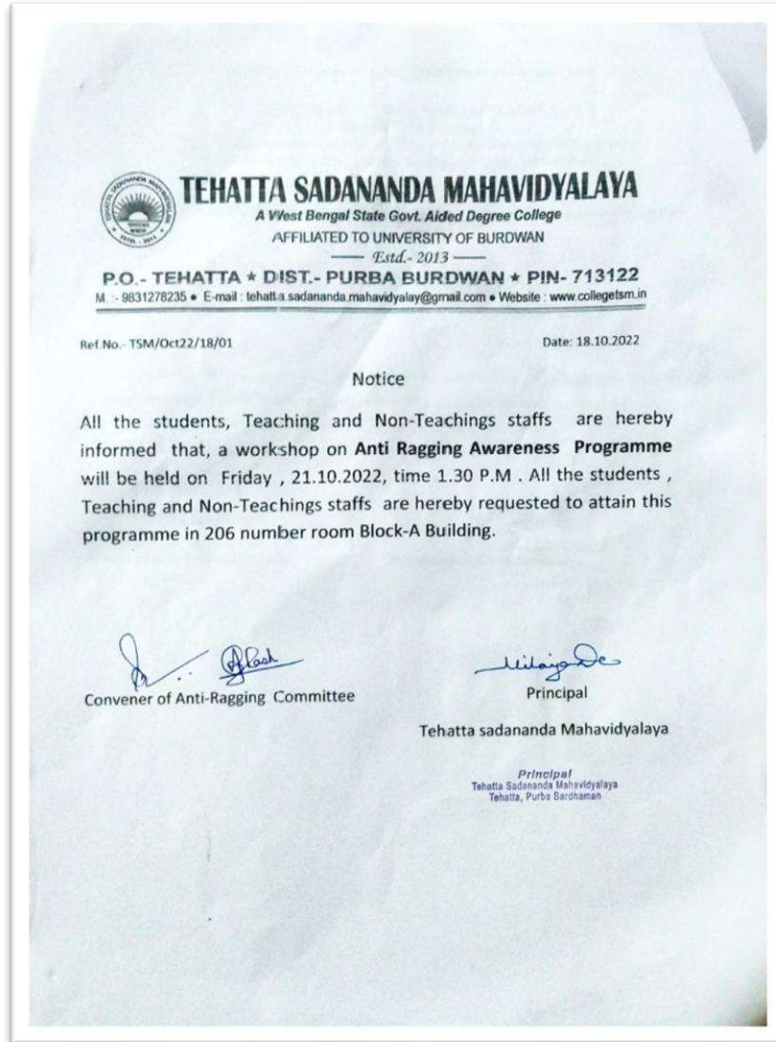 TEHATTA SADANANDA MAHAVIDYALAYA
A West Bengal State Govt. Aided Degree College
AFFILIATED TO UNIVERSITY OF BURDWAN
Estd.- 2013
P.O.- TEHATTA ★ DIST.- PURBA BURDWAN ★ PIN- 713122
M. :- 9831278235 ● E-mail : tehatta.sadananda.mahavidyalay@gmail.com ● Website : www.collegetsm.in
Ref.No.- TSM/Oct22/18/01
Date: 18.10.2022
Notice
All the students, Teaching and Non-Teachings staffs are hereby
informed that, a workshop on Anti Ragging Awareness Programme
will be held on Friday , 21.10.2022, time 1.30 P.M . All the students ,
Teaching and Non-Teachings staffs are hereby requested to attain this
programme in 206 number room Block-A Building.
Convener of Anti-Ragging Committee
Principal
Tehatta sadananda Mahavidyalaya
Principal
Tehatta Sadananda Mahavidyalaya
Tehatta, Purba Bardhaman